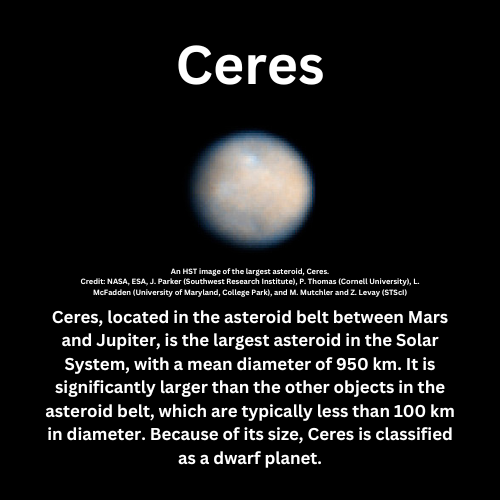 Ceres
An HST image of the largest asteroid, Ceres.
Credit: NASA, ESA, J. Parker (Southwest Research Institute), P. Thomas (Cornell University), L.
McFadden (University of Maryland, College Park), and M. Mutchler and Z. Levay (STScI)
Ceres, located in the asteroid belt between Mars
and Jupiter, is the largest asteroid in the Solar
System, with a mean diameter of 950 km. It is
significantly larger than the other objects in the
asteroid belt, which are typically less than 100 km
in diameter. Because of its size, Ceres is classified
as a dwarf planet.